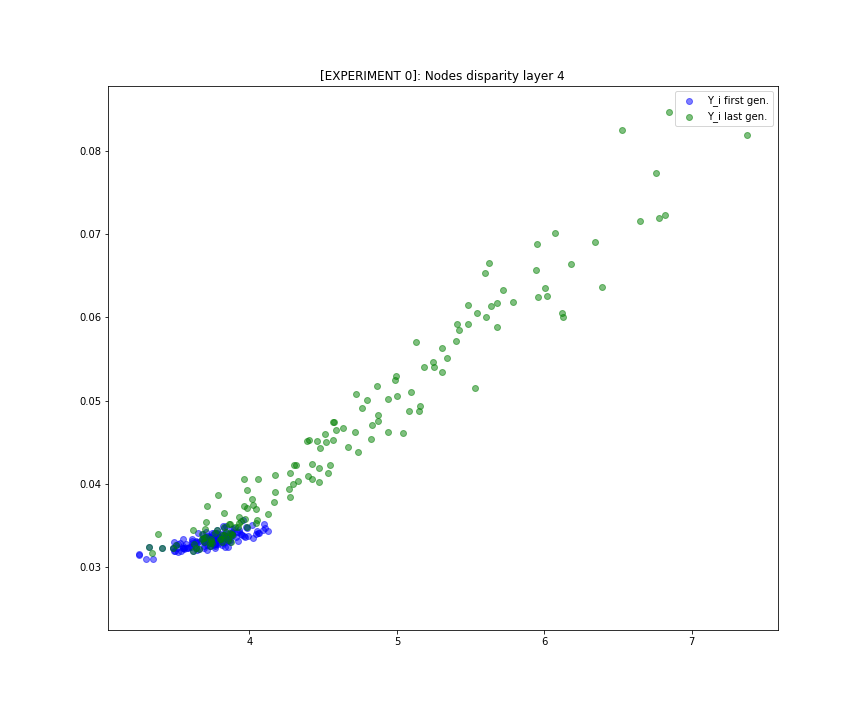 [EXPERIMENT 0]: Nodes disparity layer 4
Y_i first gen.
Y_i last gen.
0.08
0.07
0.06
0.05
0.04
0.03
4 5 6 7